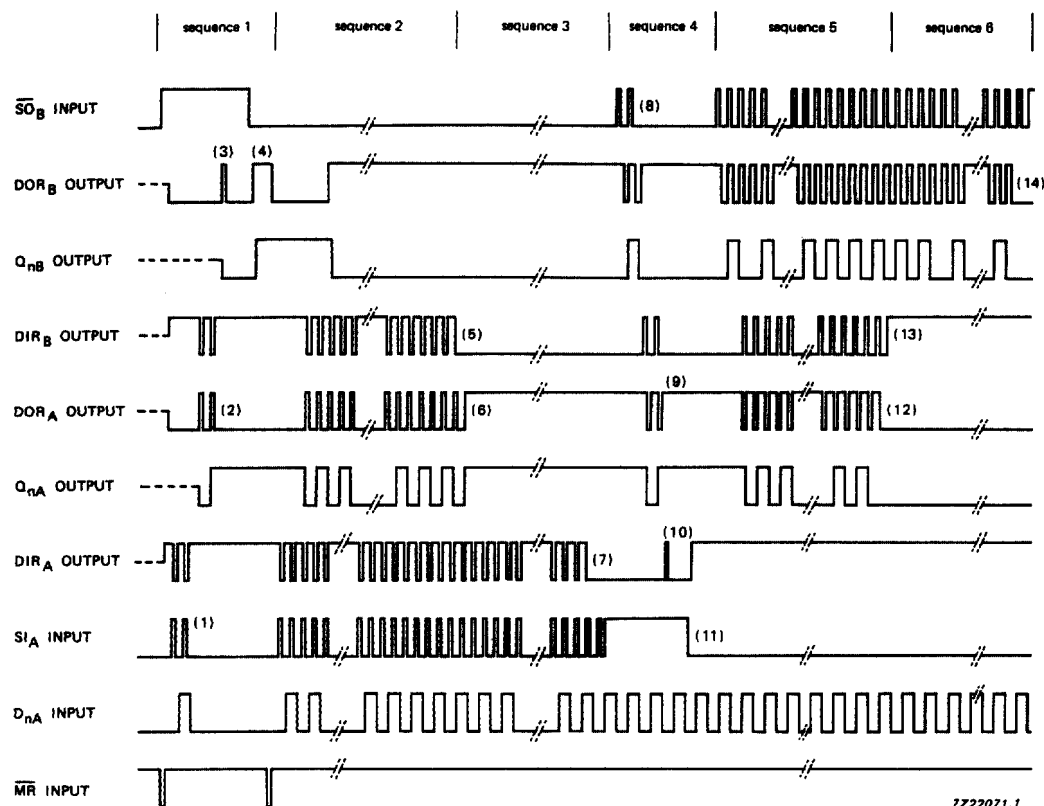 sequence 1 sequence 2 sequence 3 sequence 4 sequence 5 sequence 6
S̅O̅B INPUT
(8)
(3) (4)
DORB OUTPUT
(14)
QnB OUTPUT
DIRB OUTPUT
(5) (13)
(9)
DORA OUTPUT
(2) (6) (12)
QnA OUTPUT
(10)
DIRA OUTPUT
(7)
(1)
SIA INPUT
(11)
DnA INPUT
M̅R̅ INPUT
7Z22071.1